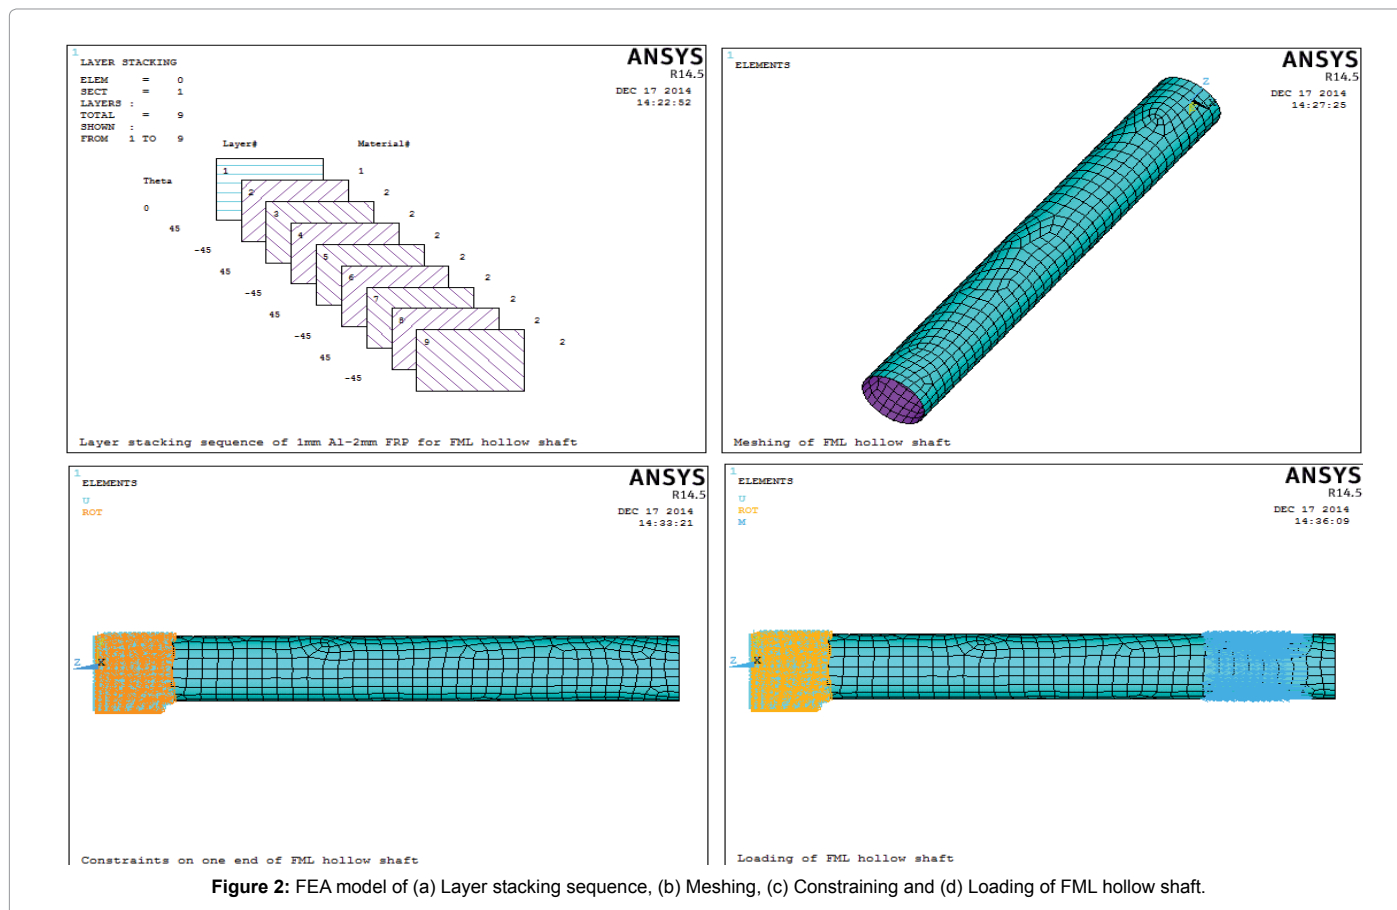 1
ANSYS
R14.5
LAYER STACKING
ELEM = 0
SECT = 1
LAYERS :
TOTAL = 9
SHOWN :
FROM 1 TO 9
DEC 17 2014
14:22:52
Layer# Material#
Theta
1 1
0
2 2
45
3 2
-45
4 2
45
5 2
-45
6 2
45
7 2
-45
8 2
45
9 2
-45
Layer stacking sequence of 1mm Al-2mm FRP for FML hollow shaft
1
ELEMENTS
ANSYS
R14.5
DEC 17 2014
14:27:25
Z
Meshing of FML hollow shaft
1
ELEMENTS
U
ROT
ANSYS
R14.5
DEC 17 2014
14:33:21
Z X
Constraints on one end of FML hollow shaft
1
ELEMENTS
U
ROT
M
ANSYS
R14.5
DEC 17 2014
14:36:09
Z X
Loading of FML hollow shaft
Figure 2: FEA model of (a) Layer stacking sequence, (b) Meshing, (c) Constraining and (d) Loading of FML hollow shaft.